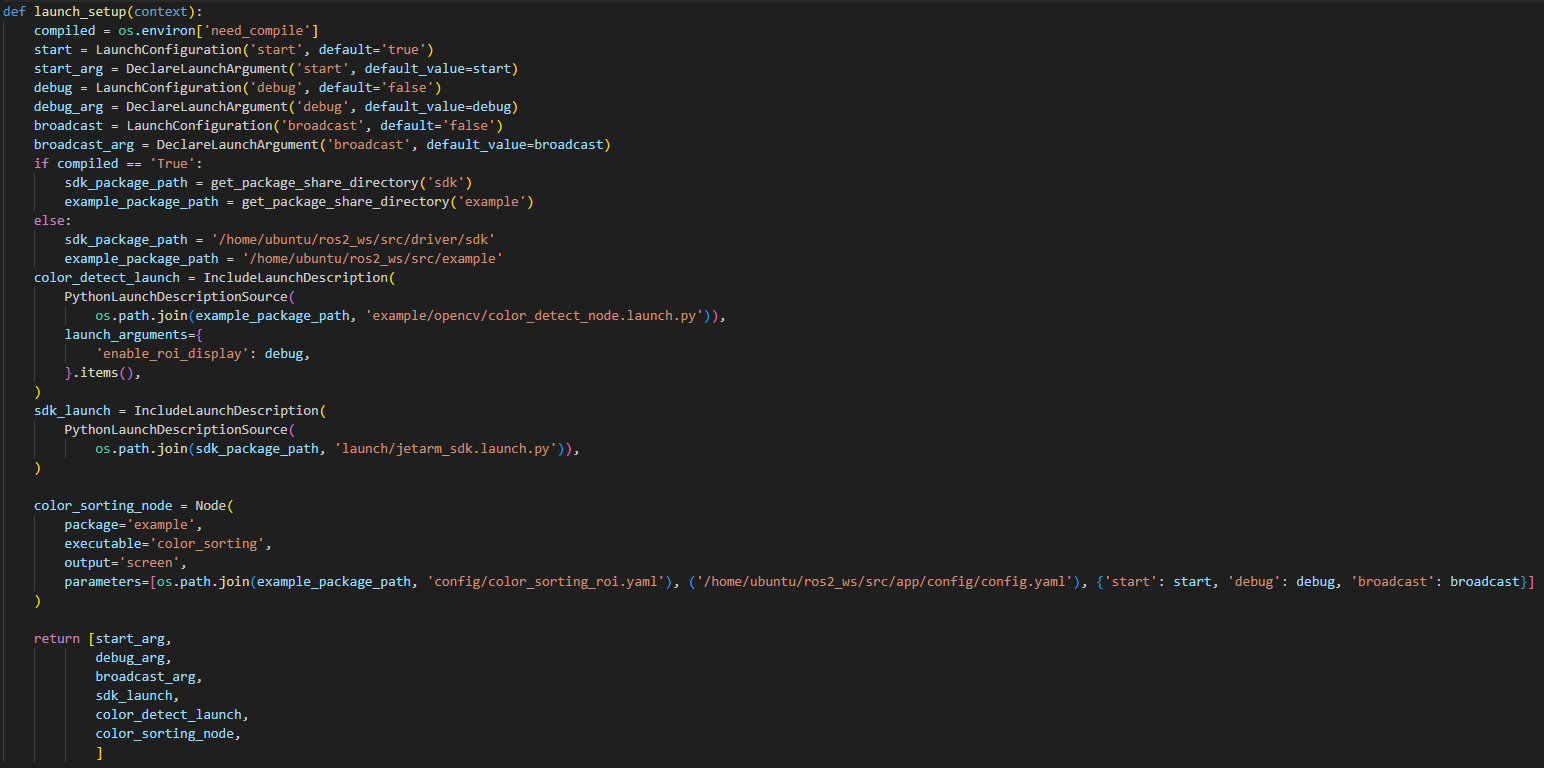 def launch_setup(context):
    compiled = os.environ['need_compile']
    start = LaunchConfiguration('start', default='true')
    start_arg = DeclareLaunchArgument('start', default_value=start)
    debug = LaunchConfiguration('debug', default='false')
    debug_arg = DeclareLaunchArgument('debug', default_value=debug)
    broadcast = LaunchConfiguration('broadcast', default='false')
    broadcast_arg = DeclareLaunchArgument('broadcast', default_value=broadcast)
    if compiled == 'True':
        sdk_package_path = get_package_share_directory('sdk')
        example_package_path = get_package_share_directory('example')
    else:
        sdk_package_path = '/home/ubuntu/ros2_ws/src/driver/sdk'
        example_package_path = '/home/ubuntu/ros2_ws/src/example'
    color_detect_launch = IncludeLaunchDescription(
        PythonLaunchDescriptionSource(
            os.path.join(example_package_path, 'example/opencv/color_detect_node.launch.py')),
        launch_arguments={
            'enable_roi_display': debug,
        }.items(),
    )
    sdk_launch = IncludeLaunchDescription(
        PythonLaunchDescriptionSource(
            os.path.join(sdk_package_path, 'launch/jetarm_sdk.launch.py')),
    )

    color_sorting_node = Node(
        package='example',
        executable='color_sorting',
        output='screen',
        parameters=[os.path.join(example_package_path, 'config/color_sorting_roi.yaml'), ('/home/ubuntu/ros2_ws/src/app/config/config.yaml'), {'start': start, 'debug': debug, 'broadcast': broadcast}]
    )

    return [start_arg,
            debug_arg,
            broadcast_arg,
            sdk_launch,
            color_detect_launch,
            color_sorting_node,
            ]